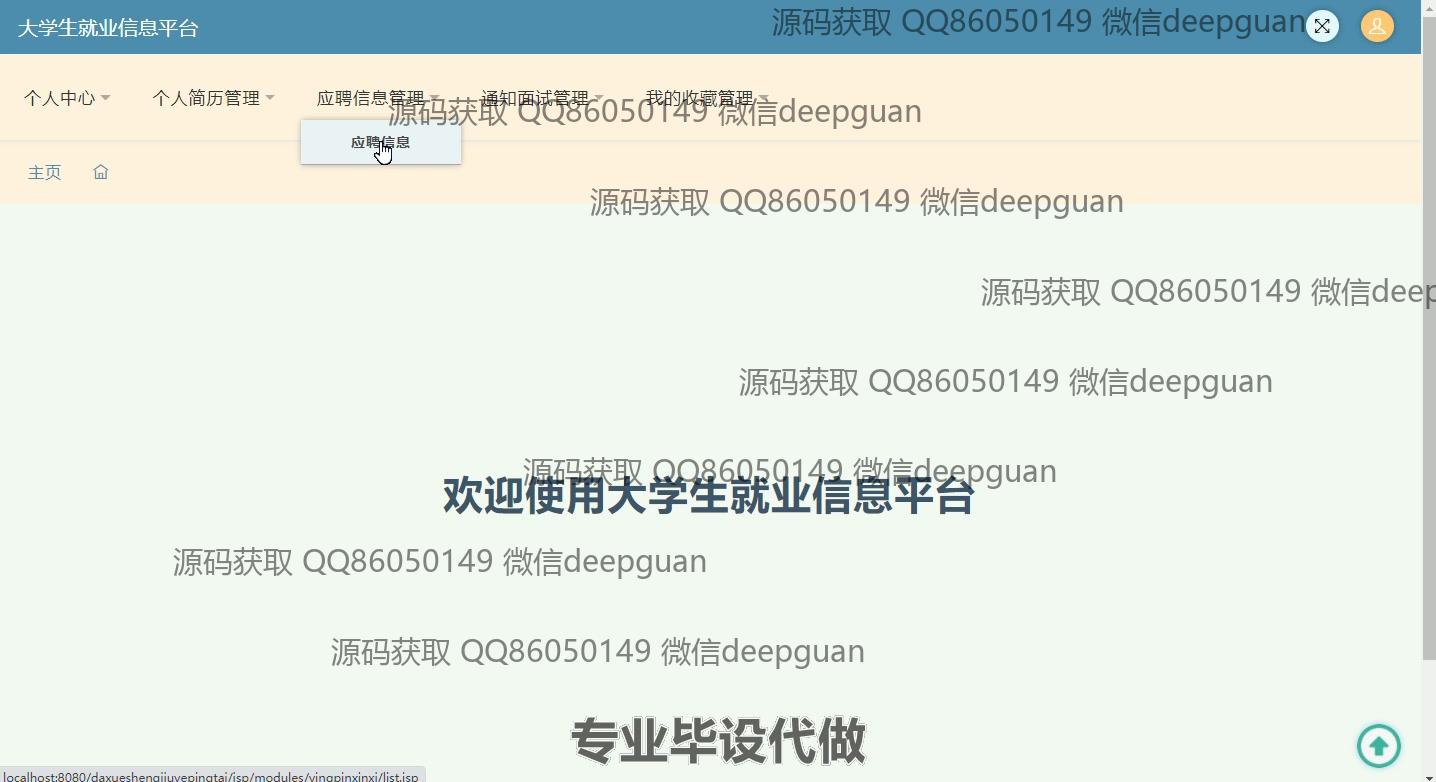 大学生就业信息平台
源码获取 QQ86050149 微信deepguan
个人中心 个人简历管理 应聘信息管理 通知面试管理 我的收藏管理
源码获取 QQ86050149 微信deepguan
应聘信息
主页
源码获取 QQ86050149 微信deepguan
源码获取 QQ86050149 微信deep
源码获取 QQ86050149 微信deepguan
源码获取 QQ86050149 微信deepguan
欢迎使用大学生就业信息平台
源码获取 QQ86050149 微信deepguan
源码获取 QQ86050149 微信deepguan
专业毕设代做
localhost:8080/daxueshengjiuyepingtai/jsp/modules/yingpinxinxi/list.jsp